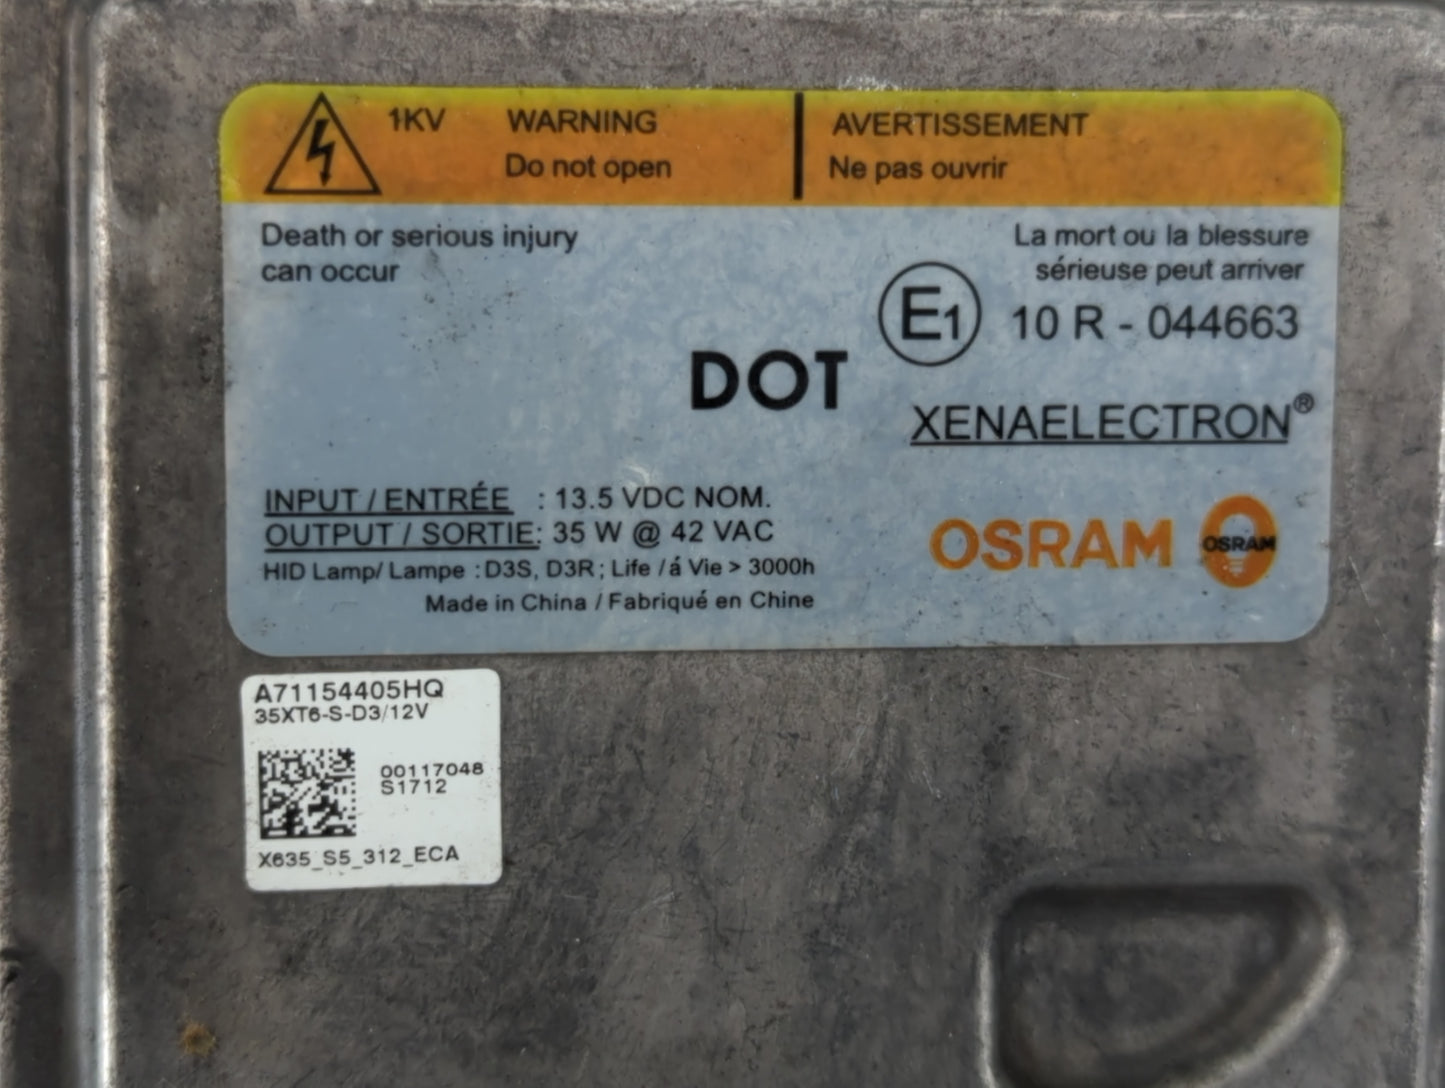 1KV WARNING AVERTISSEMENT
Do not open Ne pas ouvrir
Death or serious injury
can occur
La mort ou la blessure
sérieuse peut arriver
E1 10 R - 044663
DOT
XENAELECTRON®
INPUT / ENTRÉE : 13.5 VDC NOM.
OUTPUT / SORTIE: 35 W @ 42 VAC
HID Lamp/ Lampe : D3S, D3R; Life / á Vie > 3000h
Made in China / Fabriqué en Chine
OSRAM OSRAM
A71154405HQ
35XT6-S-D3/12V
00117048
S1712
X635_S5_312_ECA